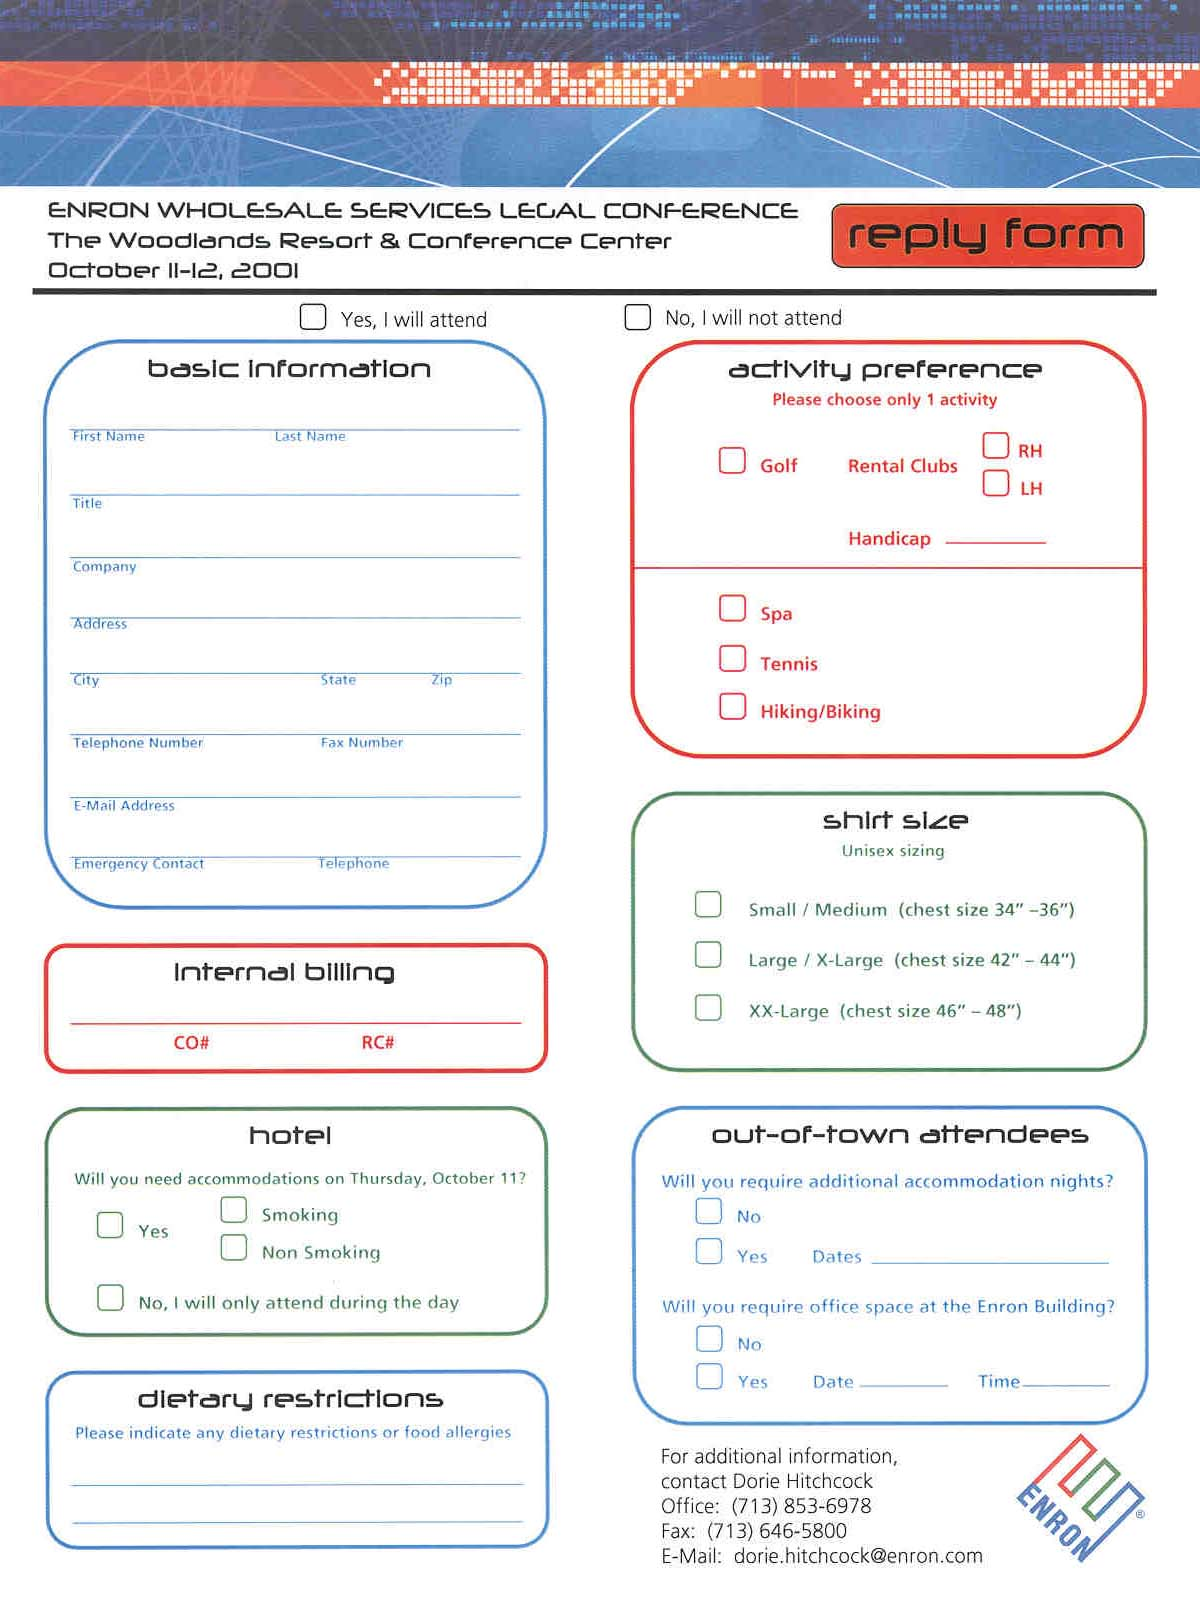 ENRON WHOLESALE SERVICES LEGAL CONFERENCE
The Woodlands Resort & Conference Center
October 11-12, 2001
reply form
Yes, I will attend
No, I will not attend
basic information
First Name Last Name
Title
Company
Address
City State Zip
Telephone Number Fax Number
E-Mail Address
Emergency Contact Telephone
internal billing
CO# RC#
hotel
Will you need accommodations on Thursday, October 11?
Yes
Smoking
Non Smoking
No, I will only attend during the day
dietary restrictions
Please indicate any dietary restrictions or food allergies
activity preference
Please choose only 1 activity
Golf Rental Clubs RH
LH
Handicap
Spa
Tennis
Hiking/Biking
shirt size
Unisex sizing
Small / Medium (chest size 34” –36”)
Large / X-Large (chest size 42” – 44”)
XX-Large (chest size 46” – 48”)
out-of-town attendees
Will you require additional accommodation nights?
No
Yes Dates
Will you require office space at the Enron Building?
No
Yes Date Time
For additional information,
contact Dorie Hitchcock
Office: (713) 853-6978
Fax: (713) 646-5800
E-Mail: dorie.hitchcock@enron.com
ENRON ®